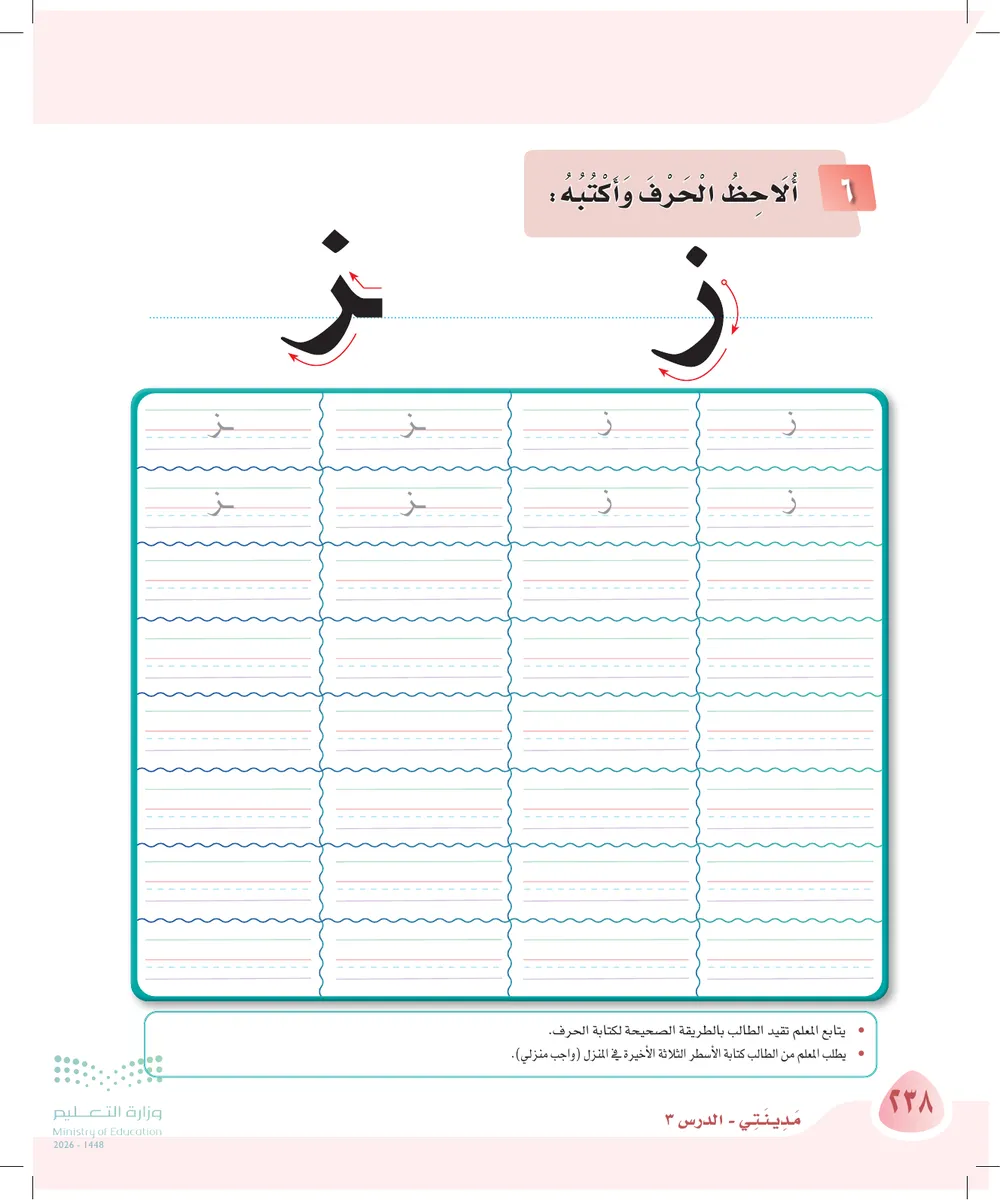 ٦
أُلَاحِظُ الْحَرْفَ وَأَكْتُبُهُ :
ز ـز
ز ز ـز ـز
ز ز ـز ـز
• يتابع المعلم تقيد الطالب بالطريقة الصحيحة لكتابة الحرف.
• يطلب المعلم من الطالب كتابة الأسطر الثلاثة الأخيرة في المنزل (واجب منزلي).
٢٣٨
مَدِينَتِي - الدرس ٣
وزارة التعليم
Ministry of Education
2026 - 1448